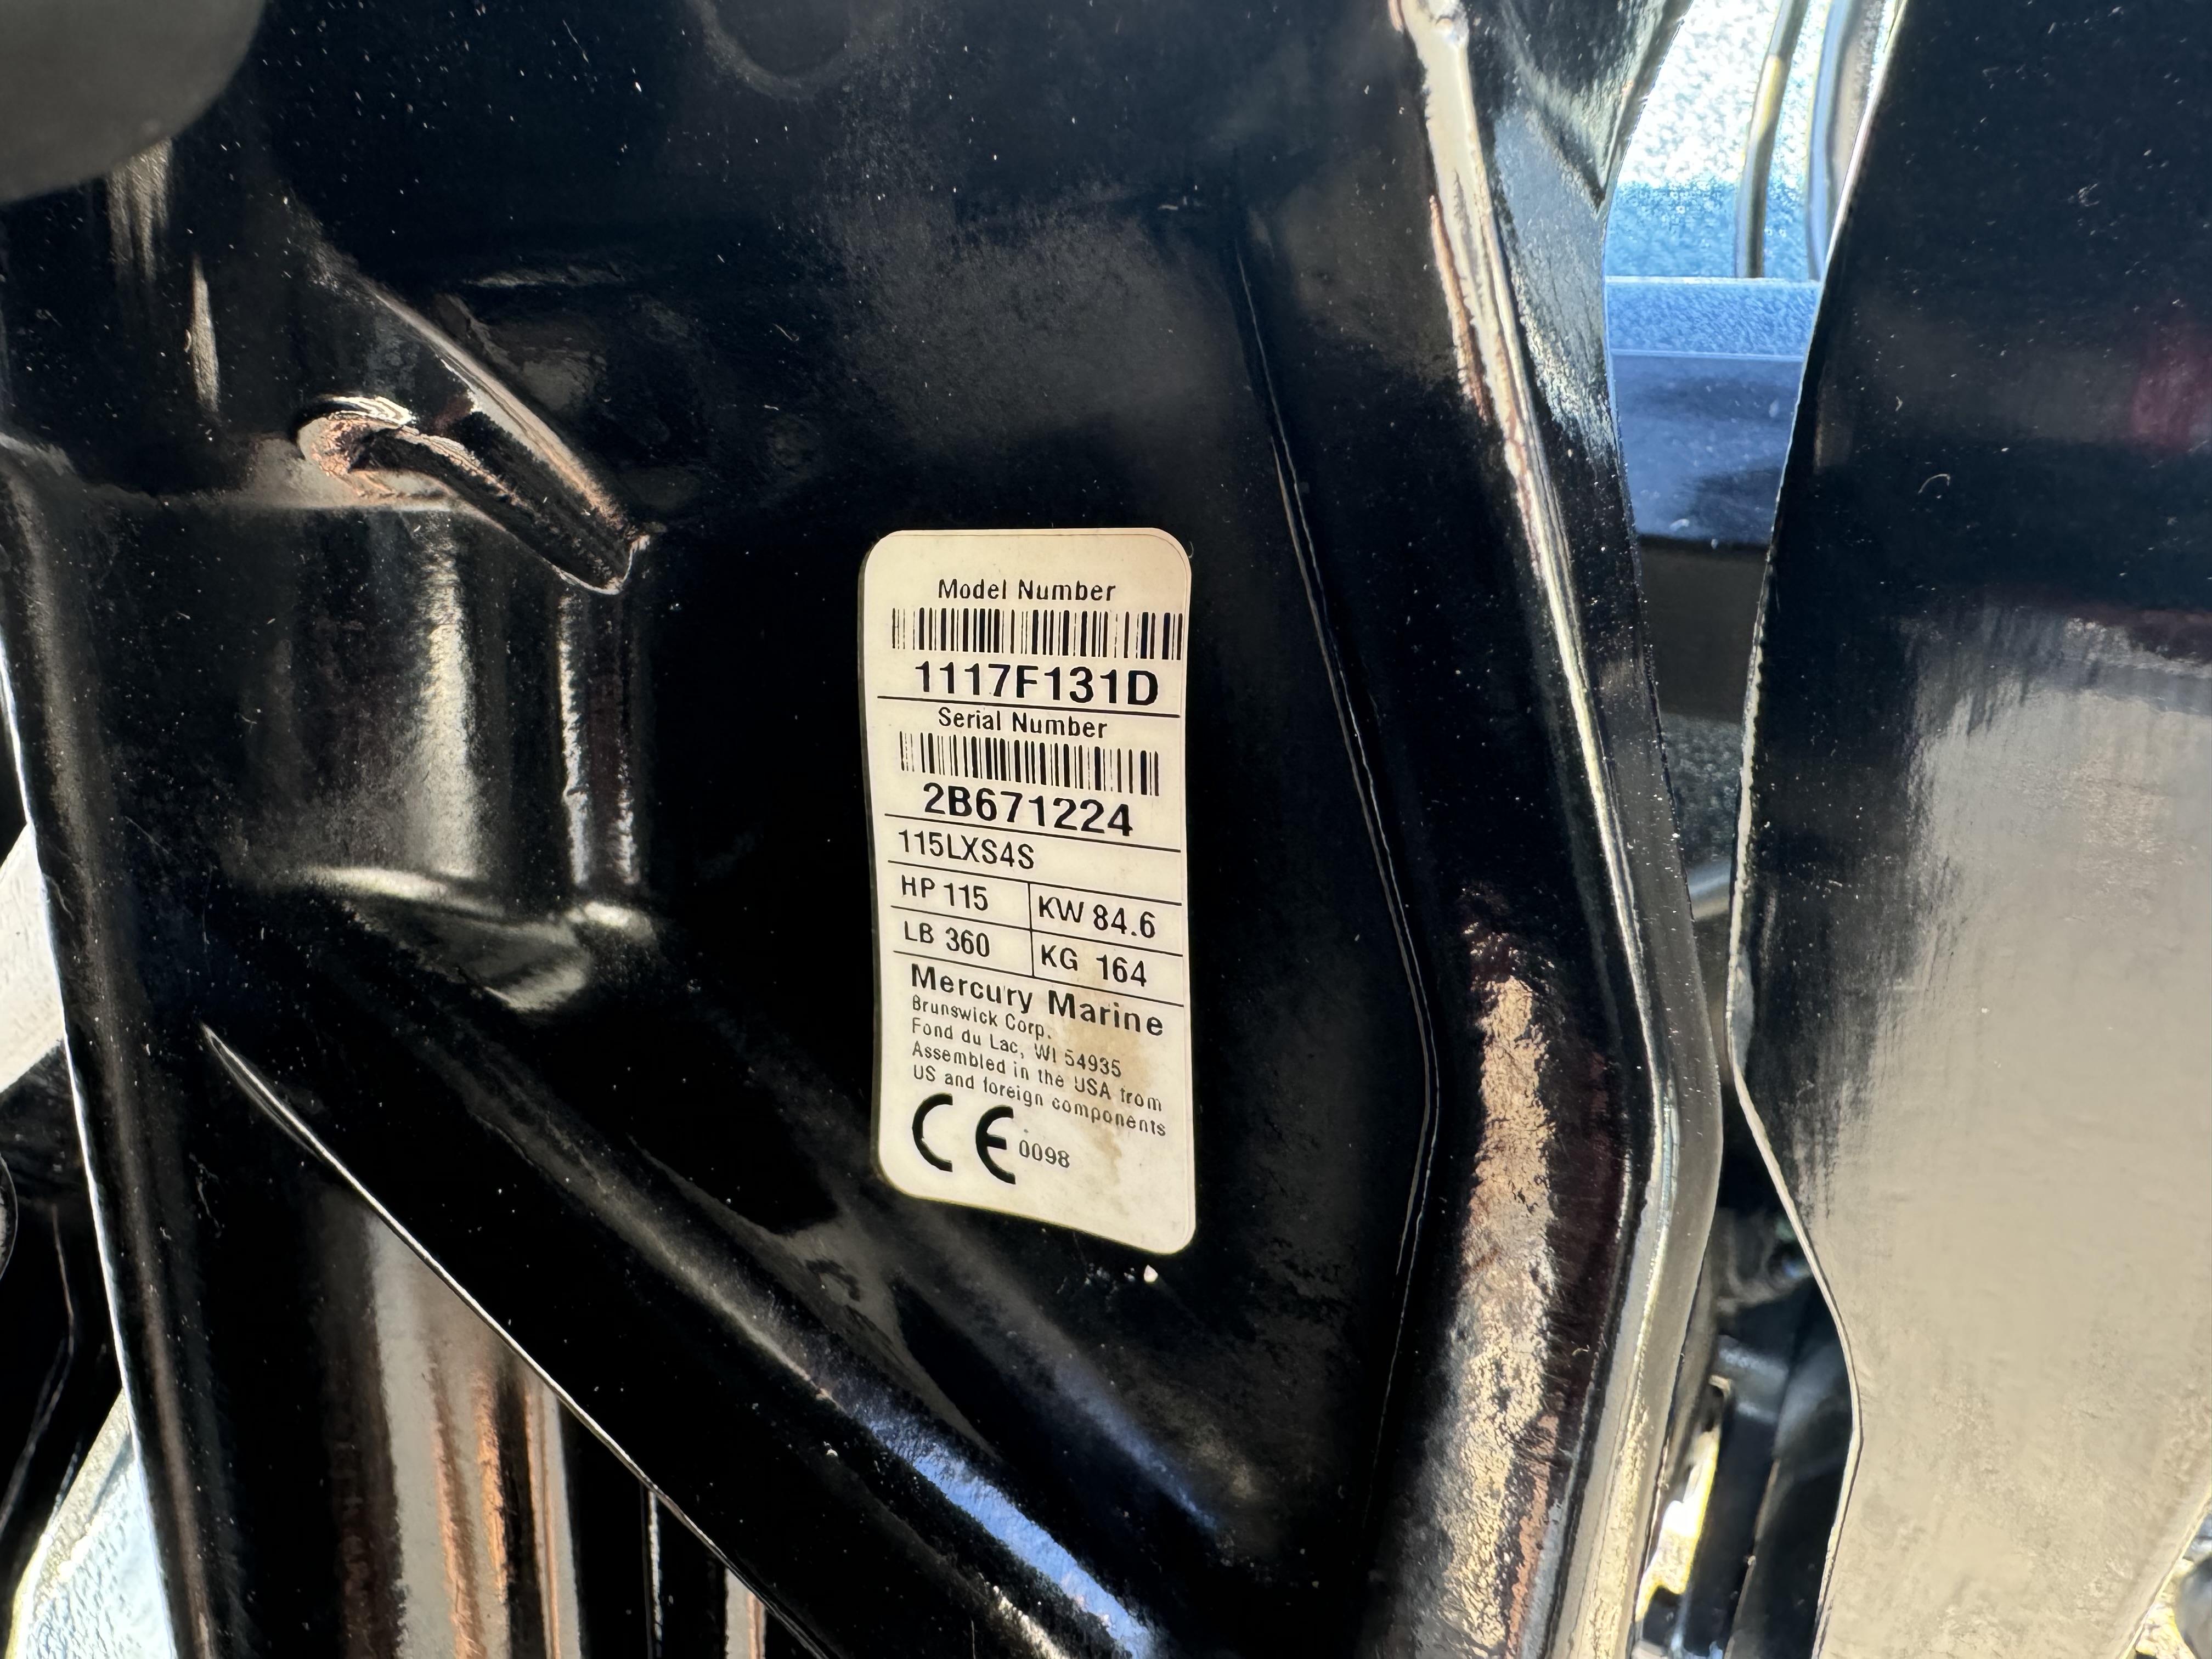 Model Number
1117F131D
Serial Number
2B671224
115LXS4S
HP 115 KW 84.6
LB 360 KG 164
Mercury Marine
Brunswick Corp.
Fond du Lac, WI 54935
Assembled in the USA from
US and foreign components
CE 0098